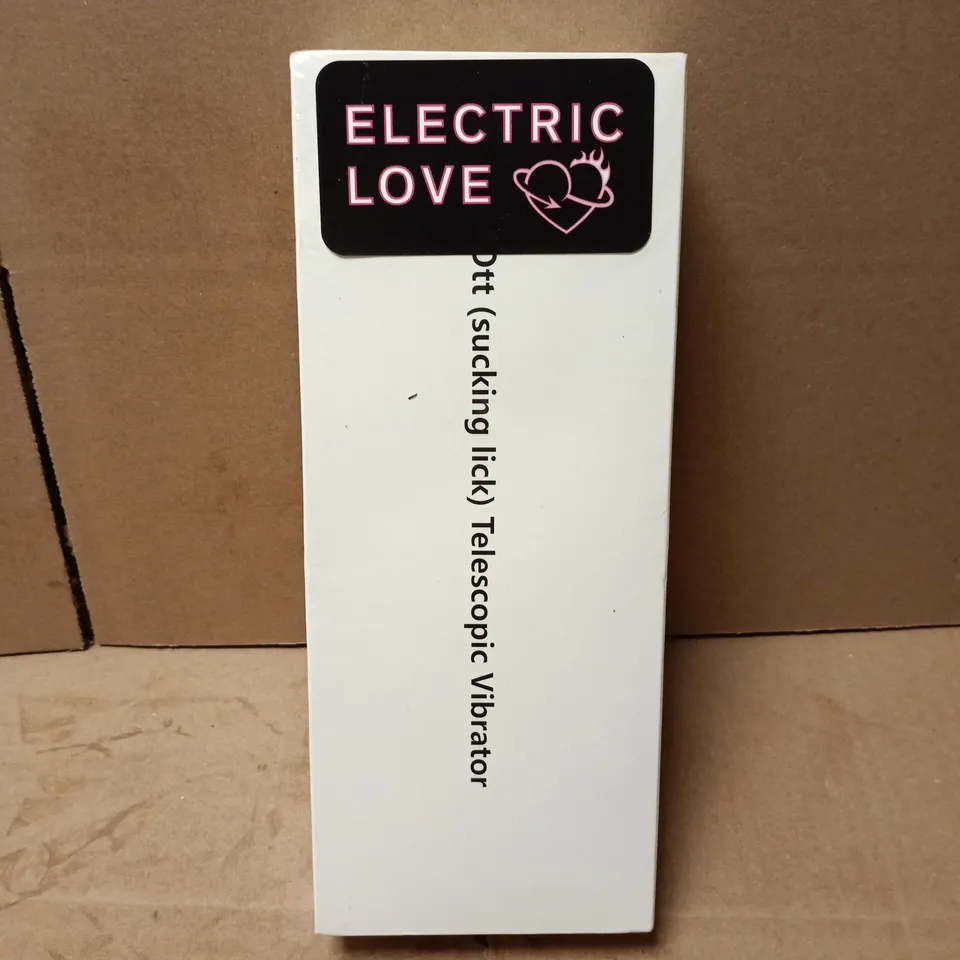 ELECTRIC
LOVE
(sucking lick) Telescopic Vibrator